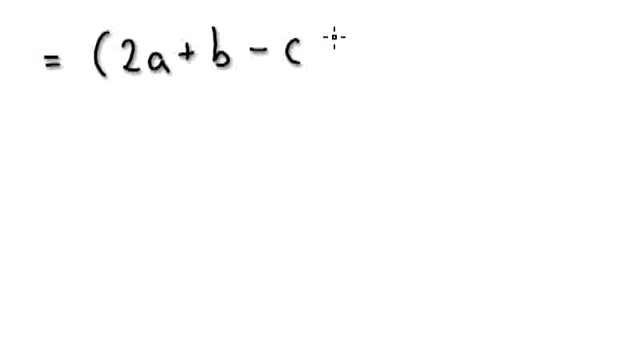 = (2a + b - c